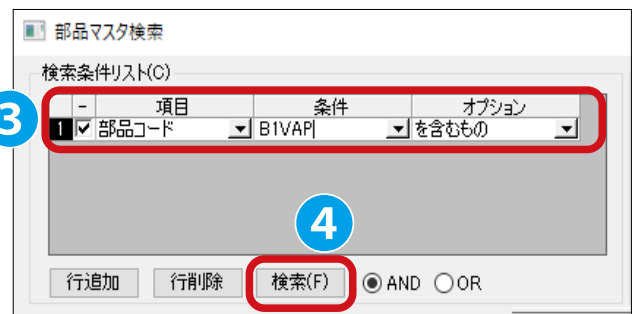 部品マスタ検索
検索条件リスト(C)
3
- 項目 条件 オプション
1 部品コード B1VAP を含むもの
4
行追加 行削除 検索(F) AND OR